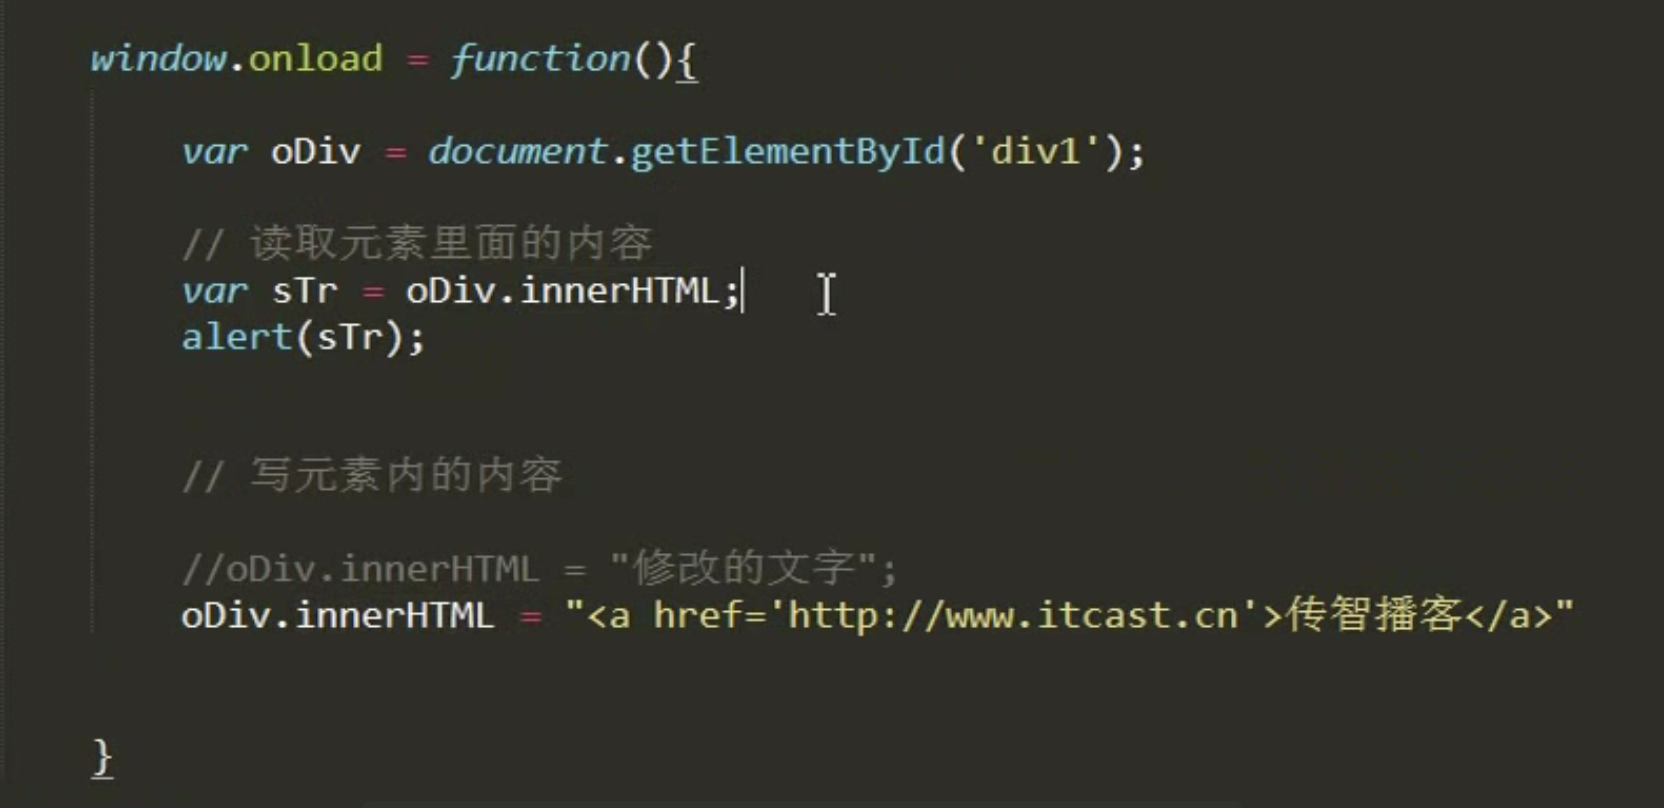 window.onload = function(){
var oDiv = document.getElementById('div1');
// 读取元素里面的内容
var sTr = oDiv.innerHTML;
alert(sTr);
// 写元素内的内容
//oDiv.innerHTML = "修改的文字";
oDiv.innerHTML = "<a href='http://www.itcast.cn'>传智播客</a>"
}